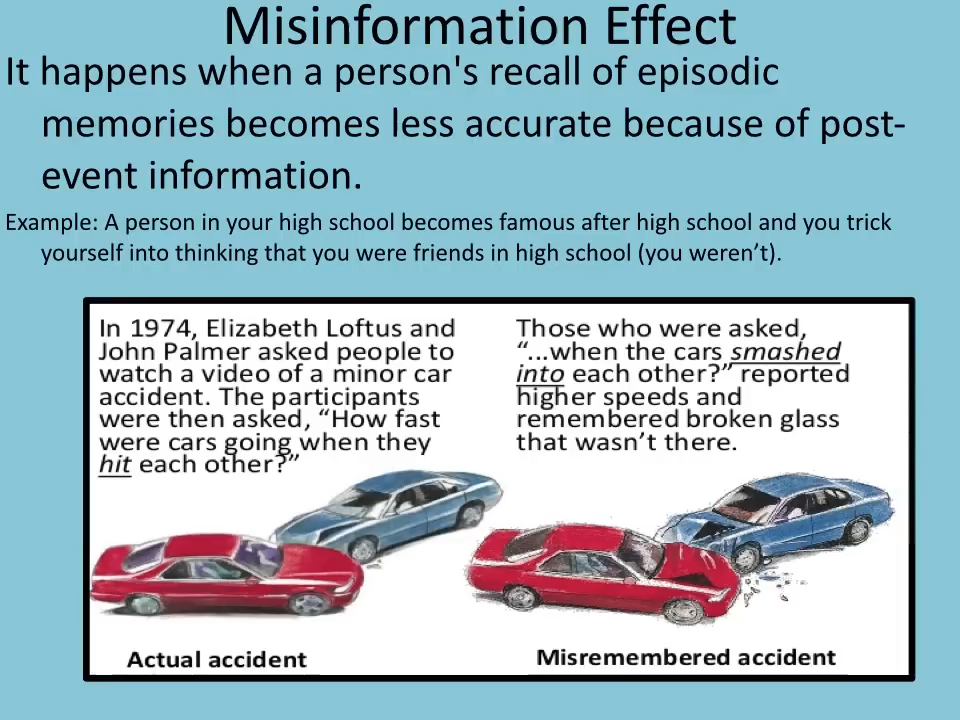 Misinformation Effect
It happens when a person's recall of episodic
memories becomes less accurate because of post-
event information.
Example: A person in your high school becomes famous after high school and you trick
yourself into thinking that you were friends in high school (you weren’t).
In 1974, Elizabeth Loftus and
John Palmer asked people to
watch a video of a minor car
accident. The participants
were then asked, “How fast
were cars going when they
hit each other?”
Those who were asked,
“...when the cars smashed
into each other?” reported
higher speeds and
remembered broken glass
that wasn’t there.
Actual accident
Misremembered accident